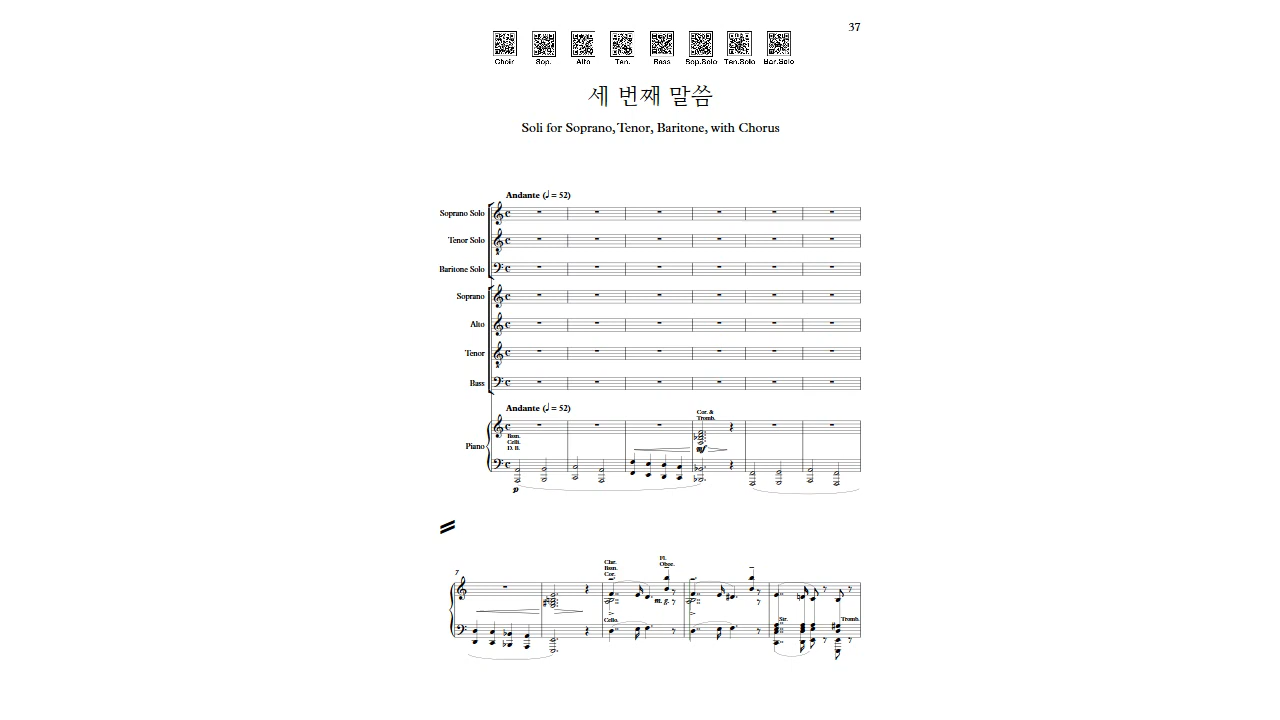 37
Choir Sop. Alto Ten. Bass Sop.Solo Ten.Solo Bar.Solo
세 번째 말씀
Soli for Soprano, Tenor, Baritone, with Chorus
Andante (♩ = 52)
Soprano Solo
Tenor Solo
Baritone Solo
Soprano
Alto
Tenor
Bass
Andante (♩ = 52)
Cor. &
Tromb.
Piano
Bsn.
Celli.
D. B.
mf
p
7
Clar.
Bsn.
Cor.
Fl.
Oboe.
m. g.
Cello.
Str.
Tromb.